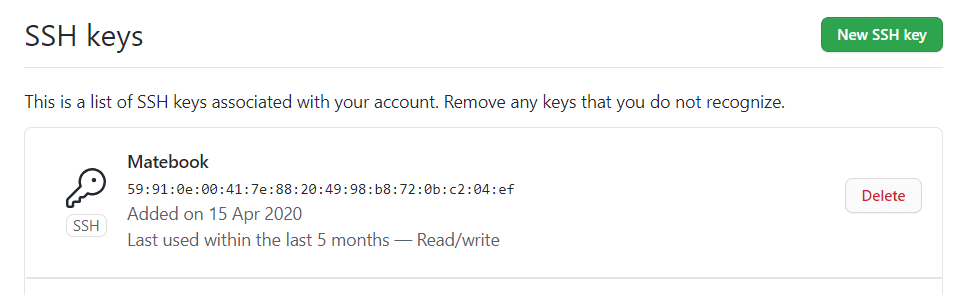 SSH keys
New SSH key
This is a list of SSH keys associated with your account. Remove any keys that you do not recognize.
Matebook
59:91:0e:00:41:7e:88:20:49:98:b8:72:0b:c2:04:ef
SSH
Added on 15 Apr 2020
Last used within the last 5 months — Read/write
Delete